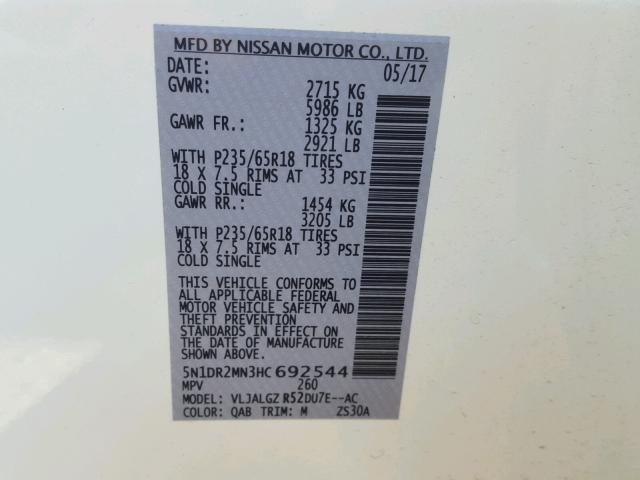 MFD BY NISSAN MOTOR CO., LTD.
DATE: 05/17
GVWR: 2715 KG
5986 LB
GAWR FR.: 1325 KG
2921 LB
WITH P235/65R18 TIRES
18 X 7.5 RIMS AT 33 PSI
COLD SINGLE
GAWR RR.: 1454 KG
3205 LB
WITH P235/65R18 TIRES
18 X 7.5 RIMS AT 33 PSI
COLD SINGLE
THIS VEHICLE CONFORMS TO
ALL APPLICABLE FEDERAL
MOTOR VEHICLE SAFETY AND
THEFT PREVENTION
STANDARDS IN EFFECT ON
THE DATE OF MANUFACTURE
SHOWN ABOVE.
5N1DR2MN3HC692544
MPV 260
MODEL: VLJALGZ R52DU7E--AC
COLOR: QAB TRIM: M ZS30A